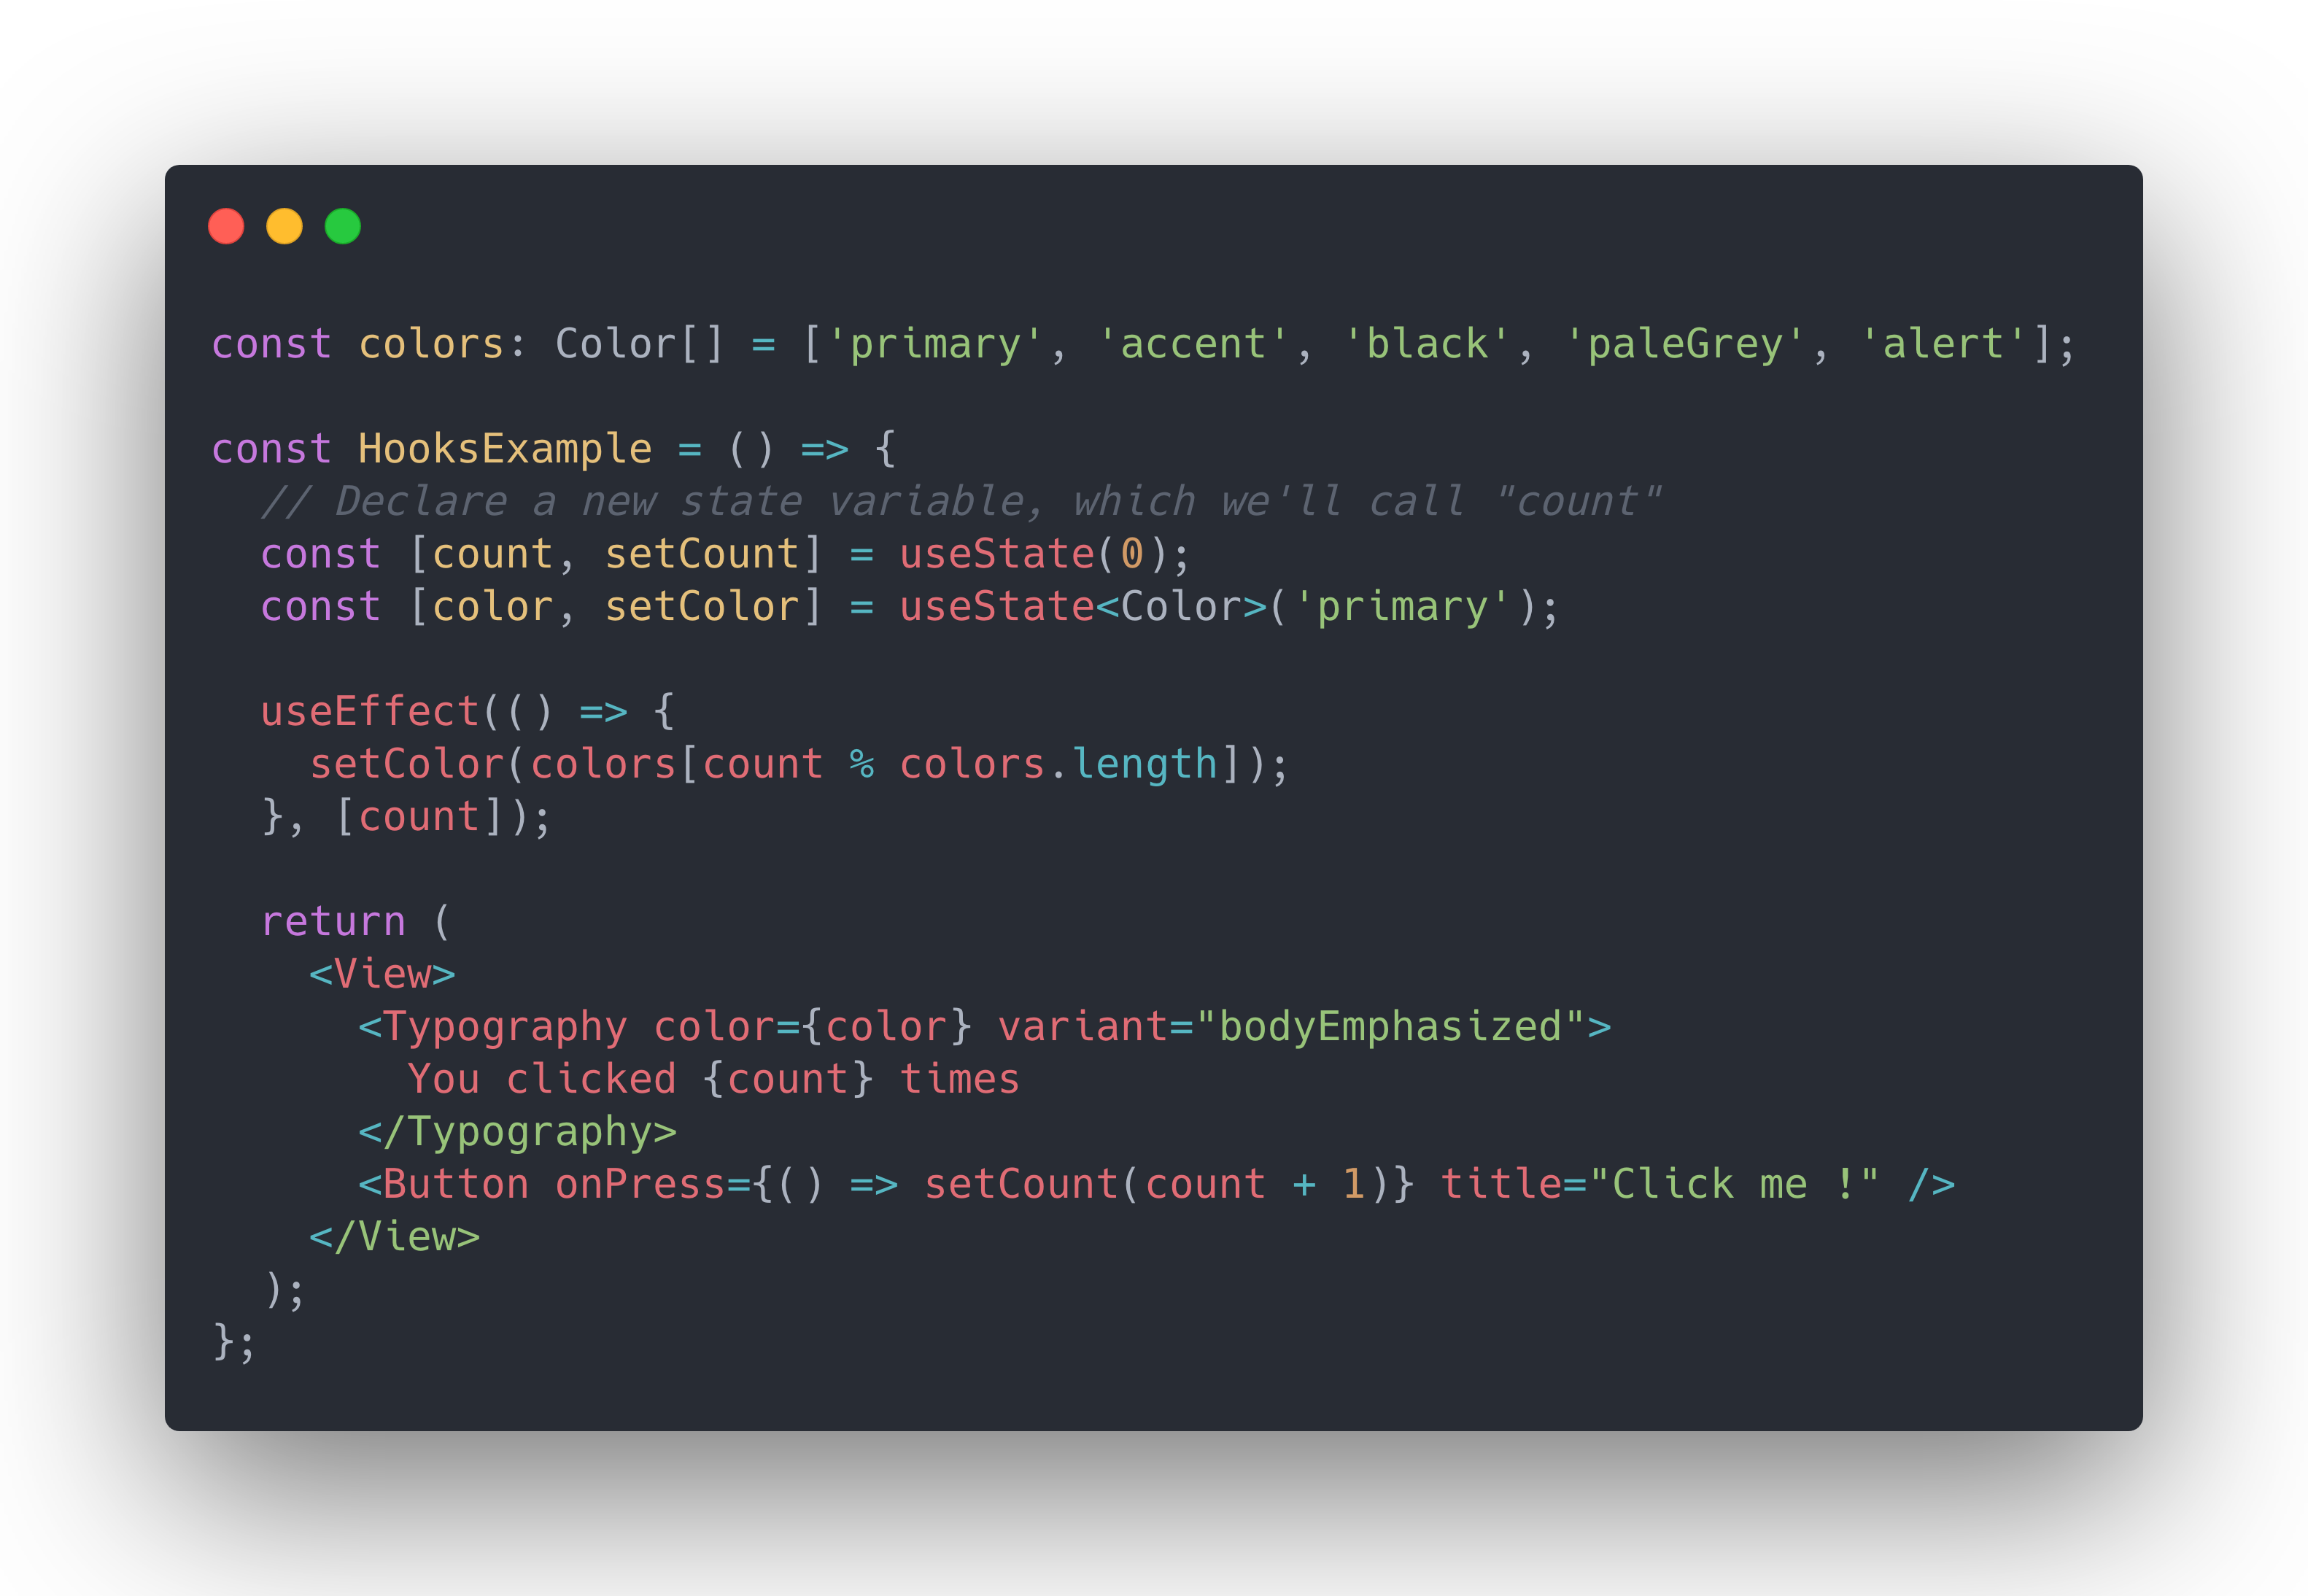 const colors: Color[] = ['primary', 'accent', 'black', 'paleGrey', 'alert'];
const HooksExample = () => {
  // Declare a new state variable, which we'll call "count"
  const [count, setCount] = useState(0);
  const [color, setColor] = useState<Color>('primary');
  useEffect(() => {
    setColor(colors[count % colors.length]);
  }, [count]);
  return (
    <View>
      <Typography color={color} variant="bodyEmphasized">
        You clicked {count} times
      </Typography>
      <Button onPress={() => setCount(count + 1)} title="Click me !" />
    </View>
  );
};